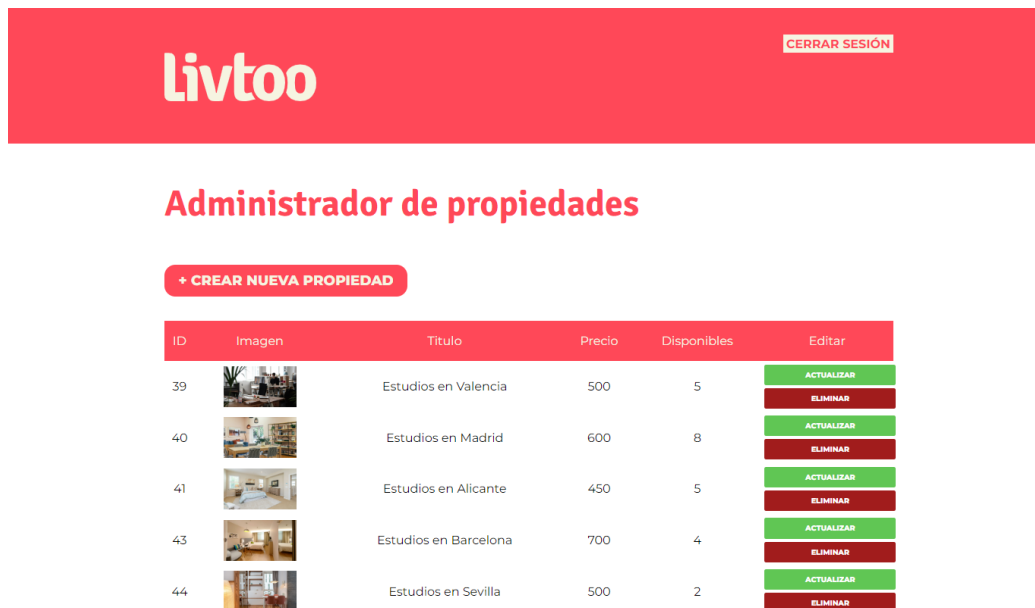 CERRAR SESIÓN
Livtoo
Administrador de propiedades
+ CREAR NUEVA PROPIEDAD
ID Imagen Titulo Precio Disponibles Editar
39 Estudios en Valencia 500 5 ACTUALIZAR
ELIMINAR
40 Estudios en Madrid 600 8 ACTUALIZAR
ELIMINAR
41 Estudios en Alicante 450 5 ACTUALIZAR
ELIMINAR
43 Estudios en Barcelona 700 4 ACTUALIZAR
ELIMINAR
44 Estudios en Sevilla 500 2 ACTUALIZAR
ELIMINAR